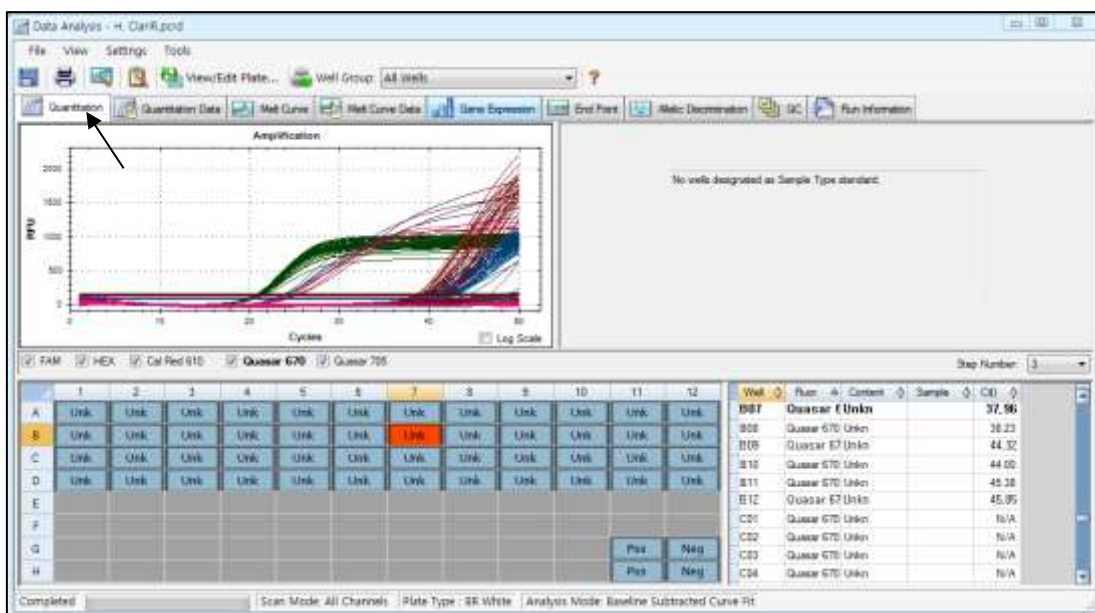 Data Analysis - H. ClariR.pcrd
File View Settings Tools
View/Edit Plate... Well Group: All Wells ?
Quantitation Quantitation Data Melt Curve Melt Curve Data Gene Expression End Point Allelic Discrimination QC Run Information
Amplification
No wells designated as Sample Type standard.
2000
1500
1000
500
0
RFU
0 10 20 30 40 50
Cycles
Log Scale
FAM HEX Cal Red 610 Quasar 670 Quasar 705
Step Number: 3
1 2 3 4 5 6 7 8 9 10 11 12
A Unk Unk Unk Unk Unk Unk Unk Unk Unk Unk Unk Unk
B Unk Unk Unk Unk Unk Unk Unk Unk Unk Unk Unk Unk
C Unk Unk Unk Unk Unk Unk Unk Unk Unk Unk Unk Unk
D Unk Unk Unk Unk Unk Unk Unk Unk Unk Unk Unk Unk
E
F
G Pos Neg
H Pos Neg
Well Fluor Content Sample C(t)
B07 Quasar 6 Unkn 37.96
B08 Quasar 670 Unkn 38.23
B09 Quasar 67 Unkn 44.32
B10 Quasar 670 Unkn 44.00
B11 Quasar 670 Unkn 45.38
B12 Quasar 67 Unkn 45.05
C01 Quasar 670 Unkn N/A
C02 Quasar 670 Unkn N/A
C03 Quasar 670 Unkn N/A
C04 Quasar 670 Unkn N/A
Completed Scan Mode: All Channels Plate Type : BR White Analysis Mode: Baseline Subtracted Curve Fit